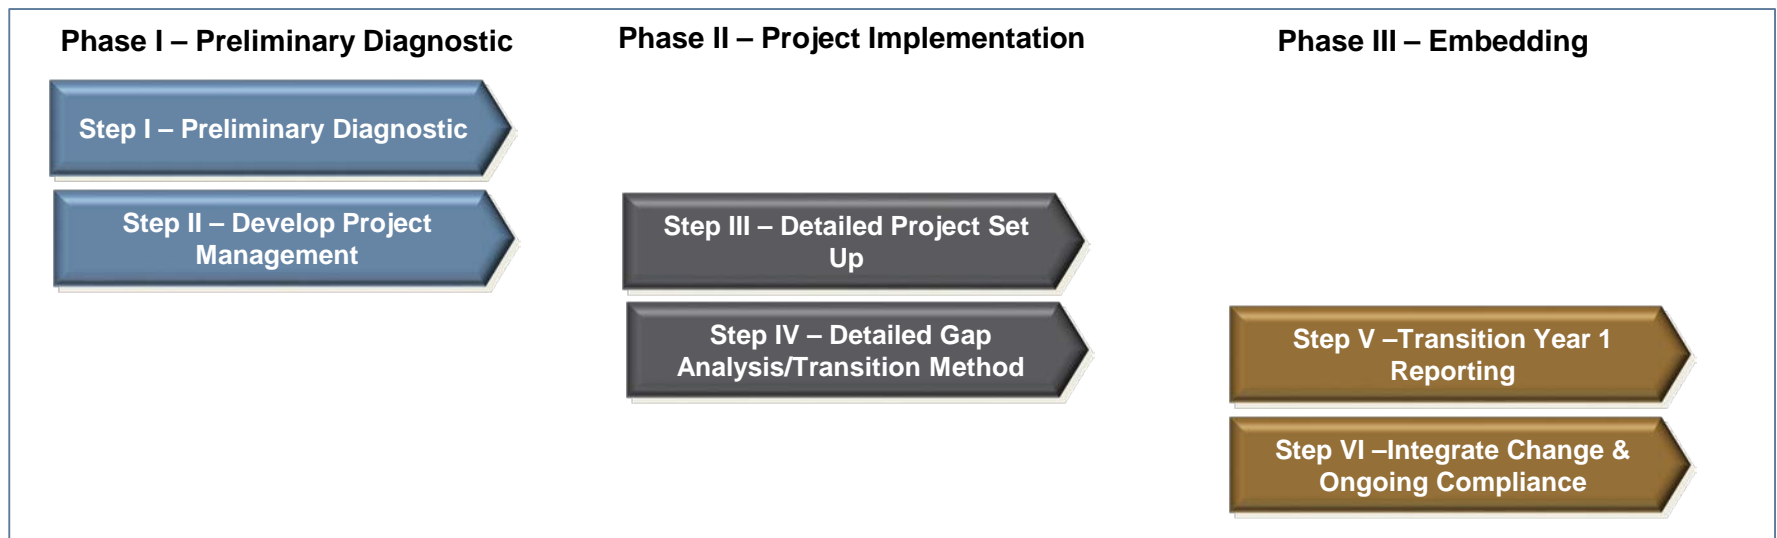 Phase I – Preliminary Diagnostic
Step I – Preliminary Diagnostic
Step II – Develop Project
Management
Phase II – Project Implementation
Step III – Detailed Project Set
Up
Step IV – Detailed Gap
Analysis/Transition Method
Phase III – Embedding
Step V –Transition Year 1
Reporting
Step VI –Integrate Change &
Ongoing Compliance